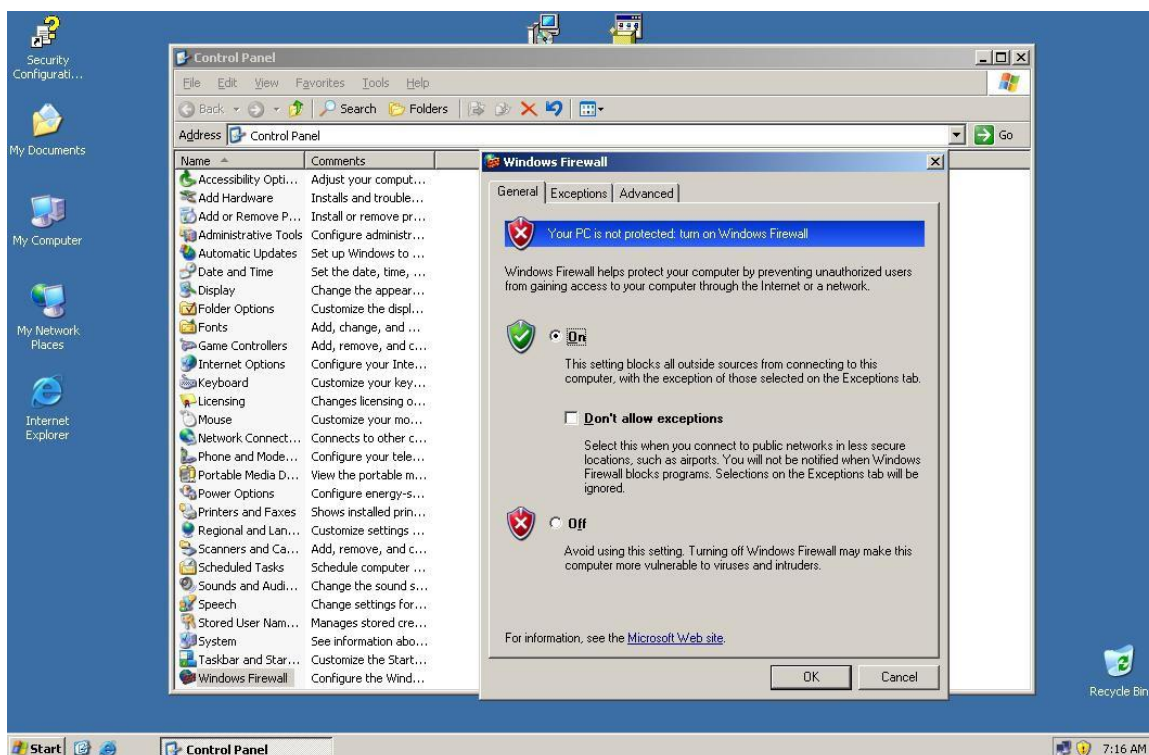 Security
Configurati...
My Documents
My Computer
My Network
Places
Internet
Explorer
Recycle Bin
Control Panel
File Edit View Favorites Tools Help
Back Search Folders
Address Control Panel Go
Name Comments
Accessibility Opti... Adjust your comput...
Add Hardware Installs and trouble...
Add or Remove P... Install or remove pr...
Administrative Tools Configure administr...
Automatic Updates Set up Windows to ...
Date and Time Set the date, time, ...
Display Change the appear...
Folder Options Customize the displ...
Fonts Add, change, and ...
Game Controllers Add, remove, and c...
Internet Options Configure your Inte...
Keyboard Customize your key...
Licensing Changes licensing o...
Mouse Customize your mo...
Network Connect... Connects to other c...
Phone and Mode... Configure your tele...
Portable Media D... View the portable m...
Power Options Configure energy-s...
Printers and Faxes Shows installed prin...
Regional and Lan... Customize settings ...
Scanners and Ca... Add, remove, and c...
Scheduled Tasks Schedule computer ...
Sounds and Audi... Change the sound s...
Speech Change settings for...
Stored User Nam... Manages stored cre...
System See information abo...
Taskbar and Star... Customize the Start...
Windows Firewall Configure the Wind...
Windows Firewall
General Exceptions Advanced
Your PC is not protected: turn on Windows Firewall
Windows Firewall helps protect your computer by preventing unauthorized users
from gaining access to your computer through the Internet or a network.
On
This setting blocks all outside sources from connecting to this
computer, with the exception of those selected on the Exceptions tab.
Don't allow exceptions
Select this when you connect to public networks in less secure
locations, such as airports. You will not be notified when Windows
Firewall blocks programs. Selections on the Exceptions tab will be
ignored.
Off
Avoid using this setting. Turning off Windows Firewall may make this
computer more vulnerable to viruses and intruders.
For information, see the Microsoft Web site.
OK Cancel
Start Control Panel 7:16 AM